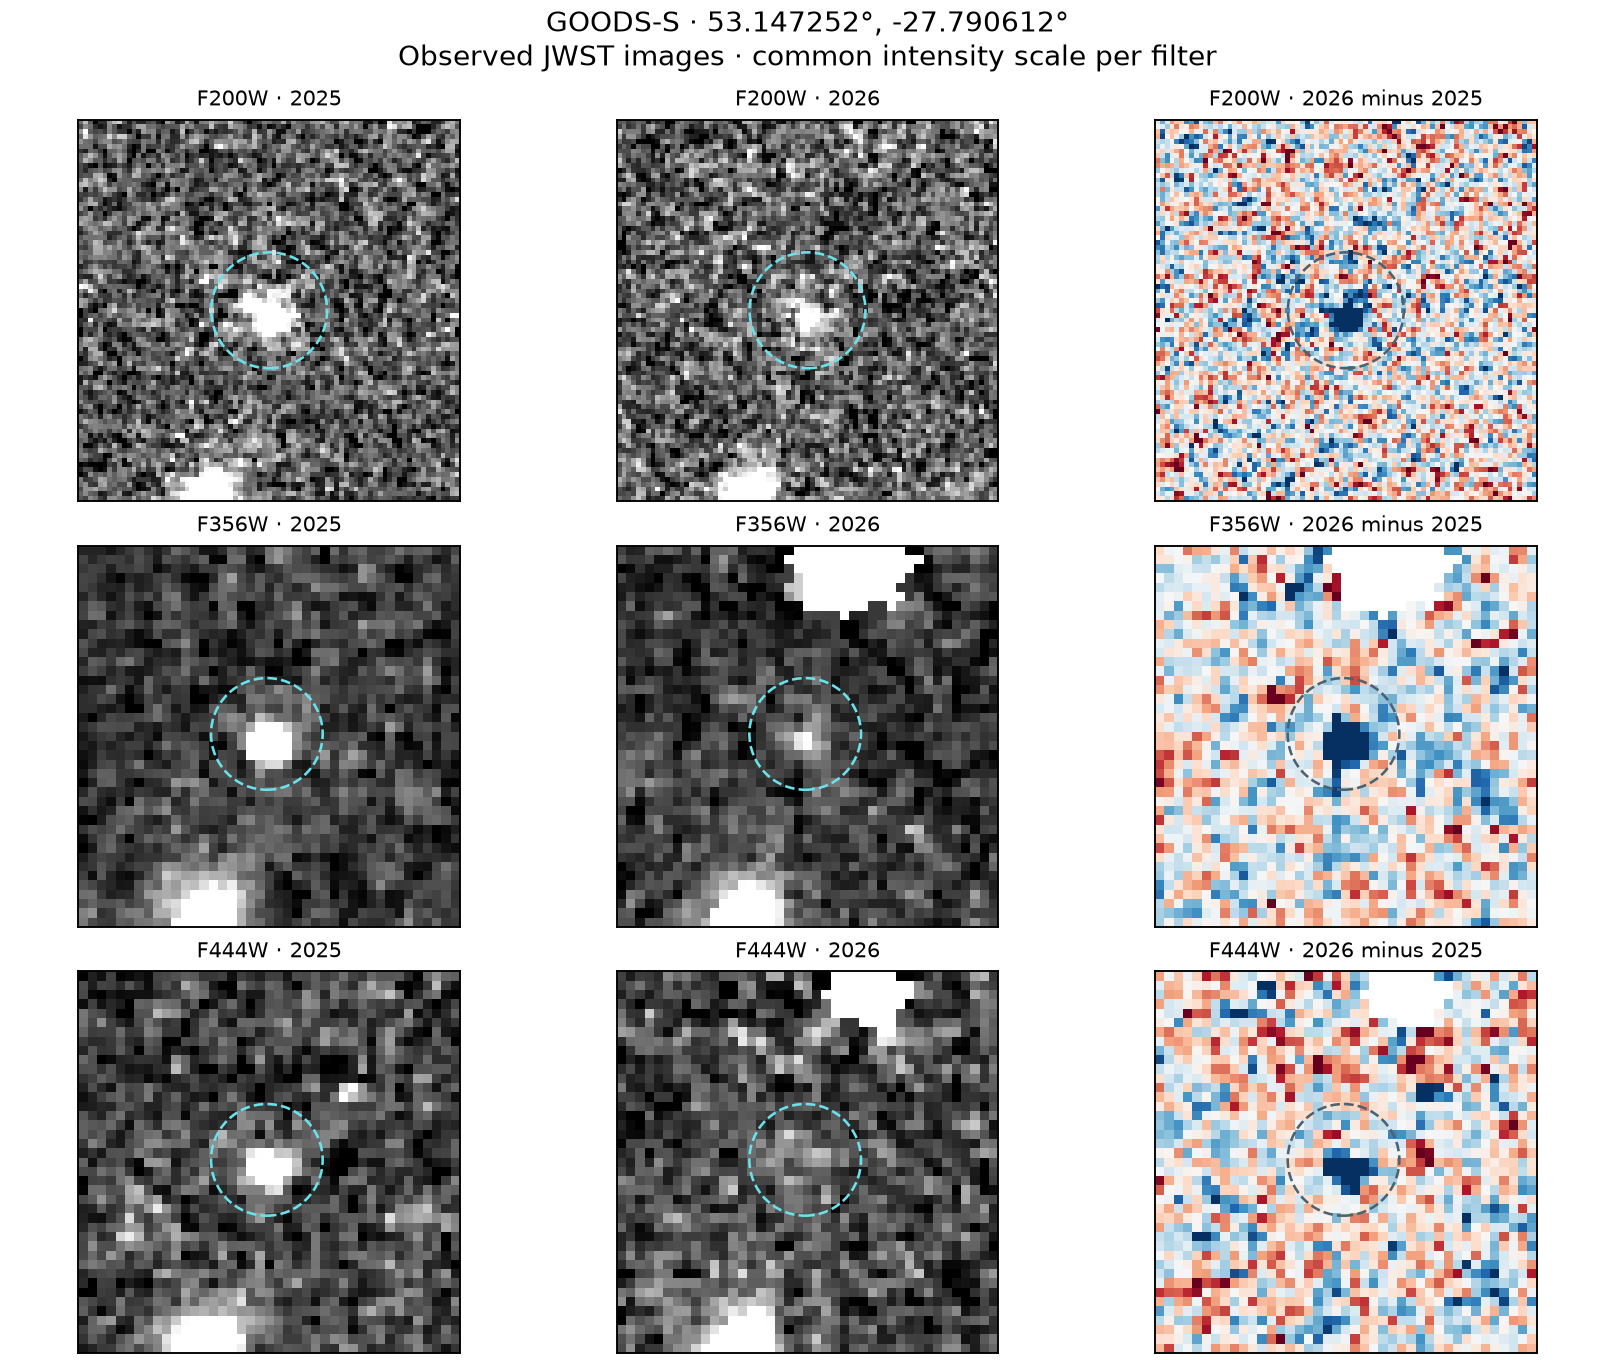 GOODS-S · 53.147252°, -27.790612°
Observed JWST images · common intensity scale per filter
F200W · 2025
F200W · 2026
F200W · 2026 minus 2025
F356W · 2025
F356W · 2026
F356W · 2026 minus 2025
F444W · 2025
F444W · 2026
F444W · 2026 minus 2025